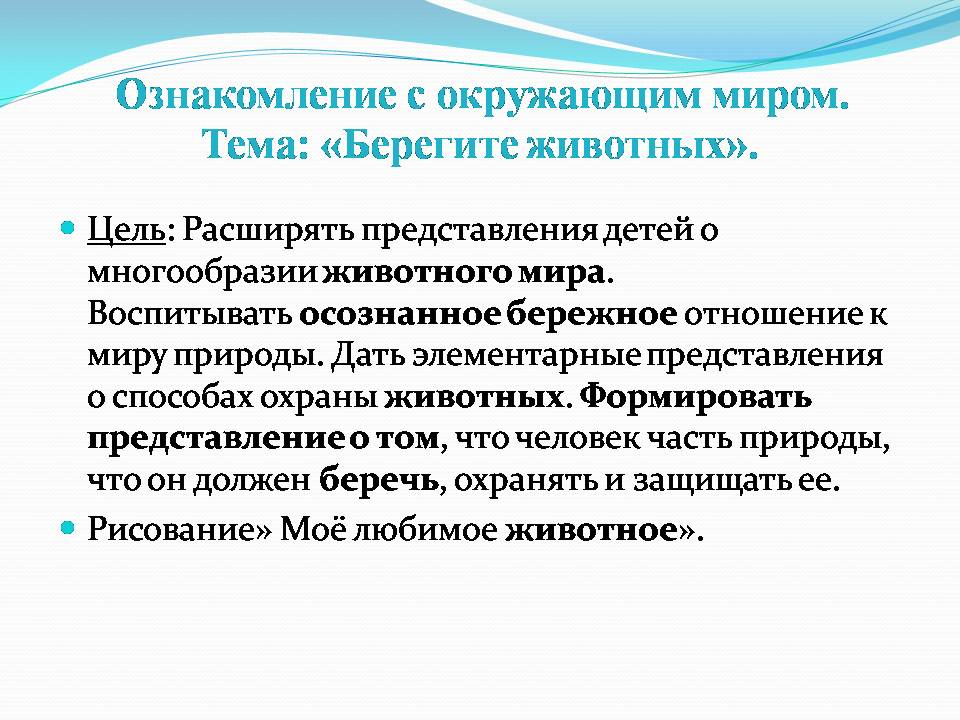 Ознакомление с окружающим миром.
Тема: «Берегите животных».
Цель: Расширять представления детей о
многообразии животного мира.
Воспитывать осознанное бережное отношение к
миру природы. Дать элементарные представления
о способах охраны животных. Формировать
представление о том, что человек часть природы,
что он должен беречь, охранять и защищать ее.
Рисование» Моё любимое животное».